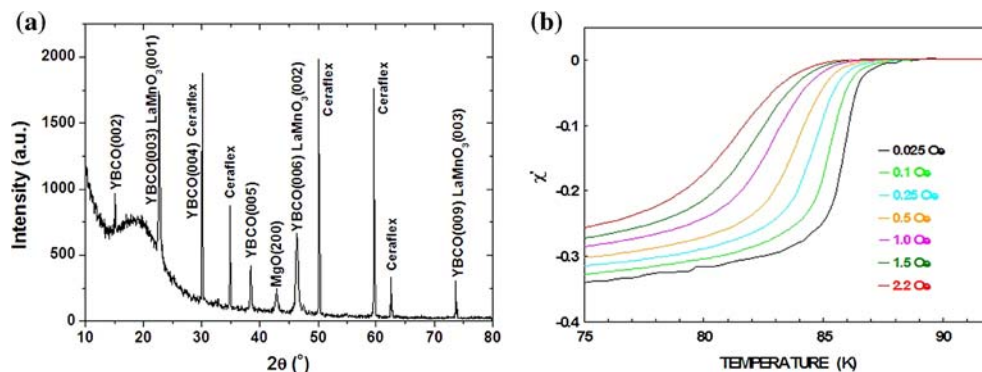 (a)
Intensity (a.u.)
2000
1500
1000
500
0
YBCO(002)
YBCO(003) LaMnO3(001)
YBCO(004) Ceraflex
Ceraflex
YBCO(005)
MgO(200)
YBCO(006) LaMnO3(002)
Ceraflex
Ceraflex
Ceraflex
YBCO(009) LaMnO3(003)
10 20 30 40 50 60 70 80
2θ (°)
(b)
χ'
0
-0.1
-0.2
-0.3
-0.4
0.025 Oe
0.1 Oe
0.25 Oe
0.5 Oe
1.0 Oe
1.5 Oe
2.2 Oe
75 80 85 90
TEMPERATURE (K)